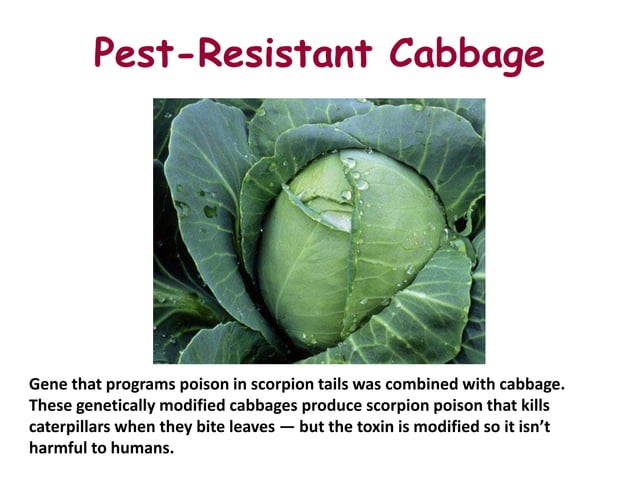 Pest-Resistant Cabbage
Gene that programs poison in scorpion tails was combined with cabbage.
These genetically modified cabbages produce scorpion poison that kills
caterpillars when they bite leaves — but the toxin is modified so it isn’t
harmful to humans.